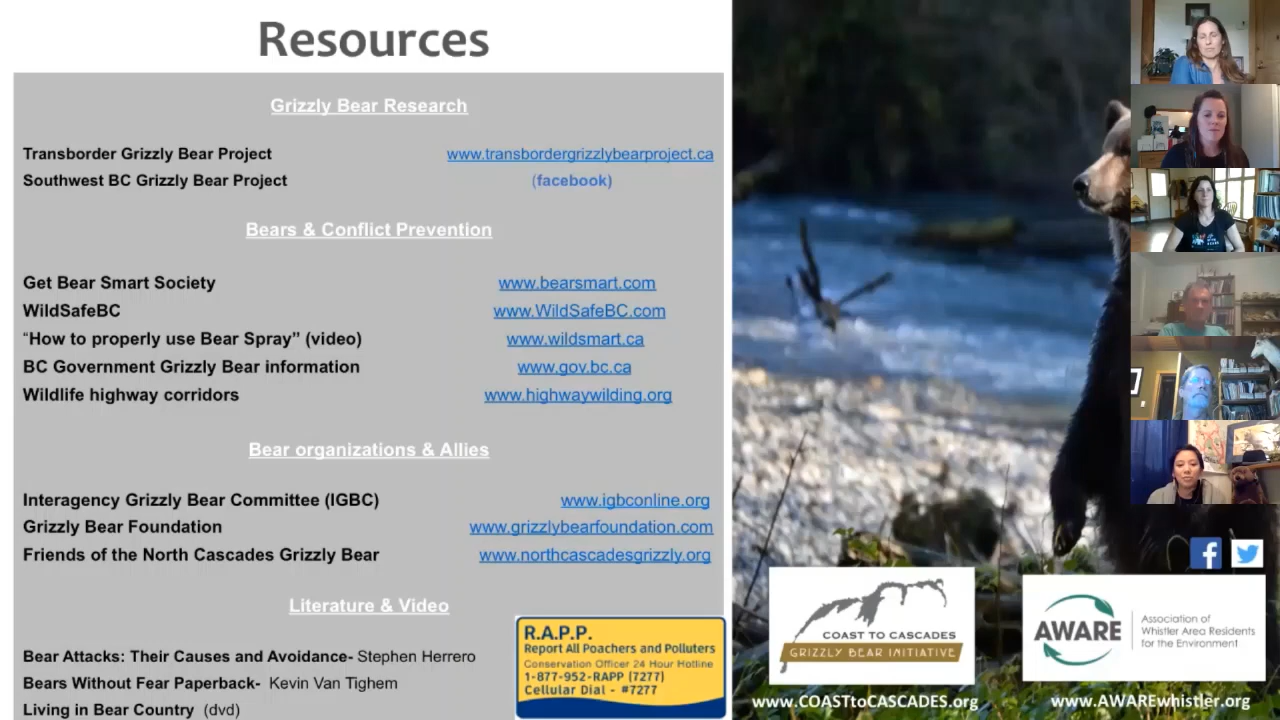 Resources
Grizzly Bear Research
Transborder Grizzly Bear Project www.transbordergrizzlybearproject.ca
Southwest BC Grizzly Bear Project (facebook)
Bears & Conflict Prevention
Get Bear Smart Society www.bearsmart.com
WildSafeBC www.WildSafeBC.com
“How to properly use Bear Spray” (video) www.wildsmart.ca
BC Government Grizzly Bear information www.gov.bc.ca
Wildlife highway corridors www.highwaywilding.org
Bear organizations & Allies
Interagency Grizzly Bear Committee (IGBC) www.igbconline.org
Grizzly Bear Foundation www.grizzlybearfoundation.com
Friends of the North Cascades Grizzly Bear www.northcascadesgrizzly.org
Literature & Video
Bear Attacks: Their Causes and Avoidance- Stephen Herrero
Bears Without Fear Paperback- Kevin Van Tighem
Living in Bear Country (dvd)
R.A.P.P.
Report All Poachers and Polluters
Conservation Officer 24 Hour Hotline
1-877-952-RAPP (7277)
Cellular Dial - #7277
COAST TO CASCADES
GRIZZLY BEAR INITIATIVE
www.COASTtoCASCADES.org
AWARE
Association of
Whistler Area Residents
for the Environment
www.AWAREwhistler.org